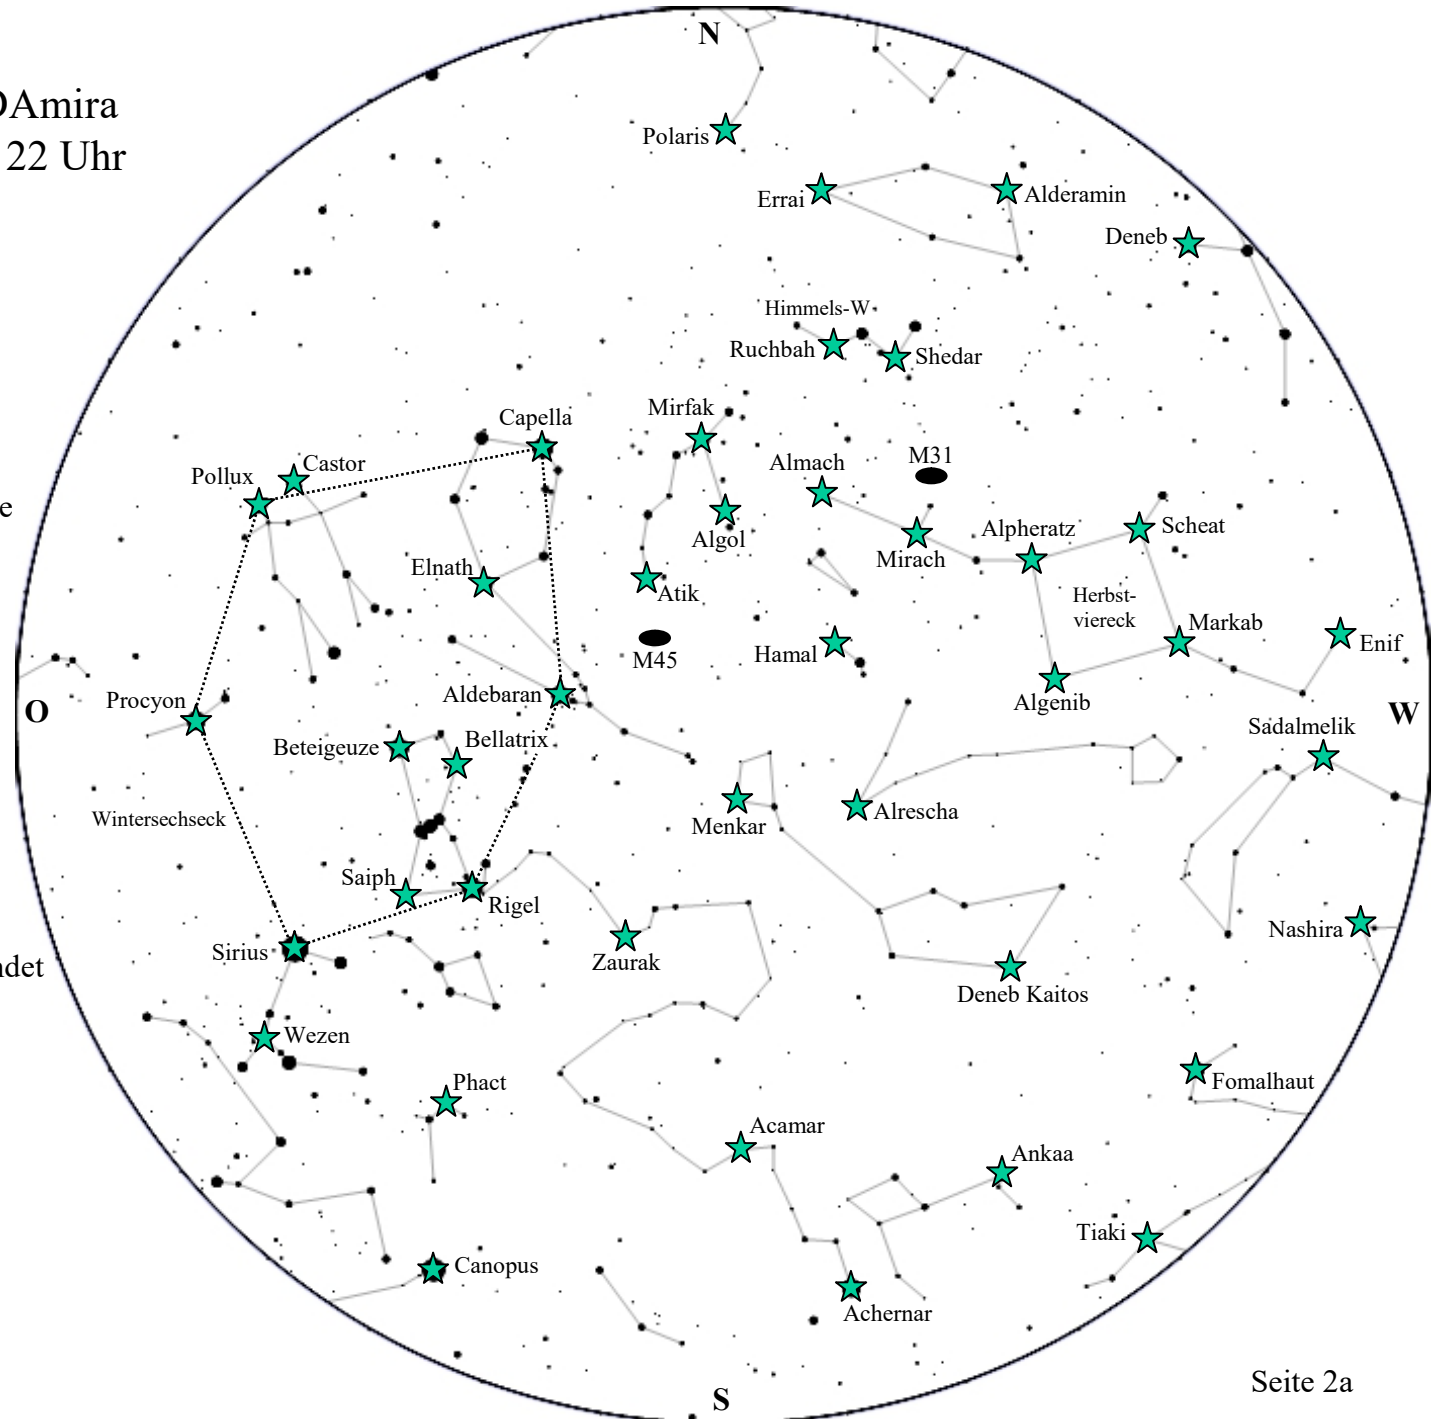 N
DAmira
22 Uhr
Polaris
Errai
Alderamin
Deneb
Himmels-W
Ruchbah
Shedar
Capella
Mirfak
Castor
Pollux
Almach
M31
Algol
Mirach
Alpheratz
Scheat
Elnath
Atik
Herbst-
viereck
Markab
Enif
M45
Hamal
Aldebaran
Algenib
Procyon
O
W
Sadalmelik
Beteigeuze
Bellatrix
Wintersechseck
Menkar
Alrescha
Saiph
Rigel
Nashira
Sirius
Zaurak
ndet
Deneb Kaitos
Wezen
Phact
Fomalhaut
Acamar
Ankaa
Tiaki
Canopus
Achernar
Seite 2a
S